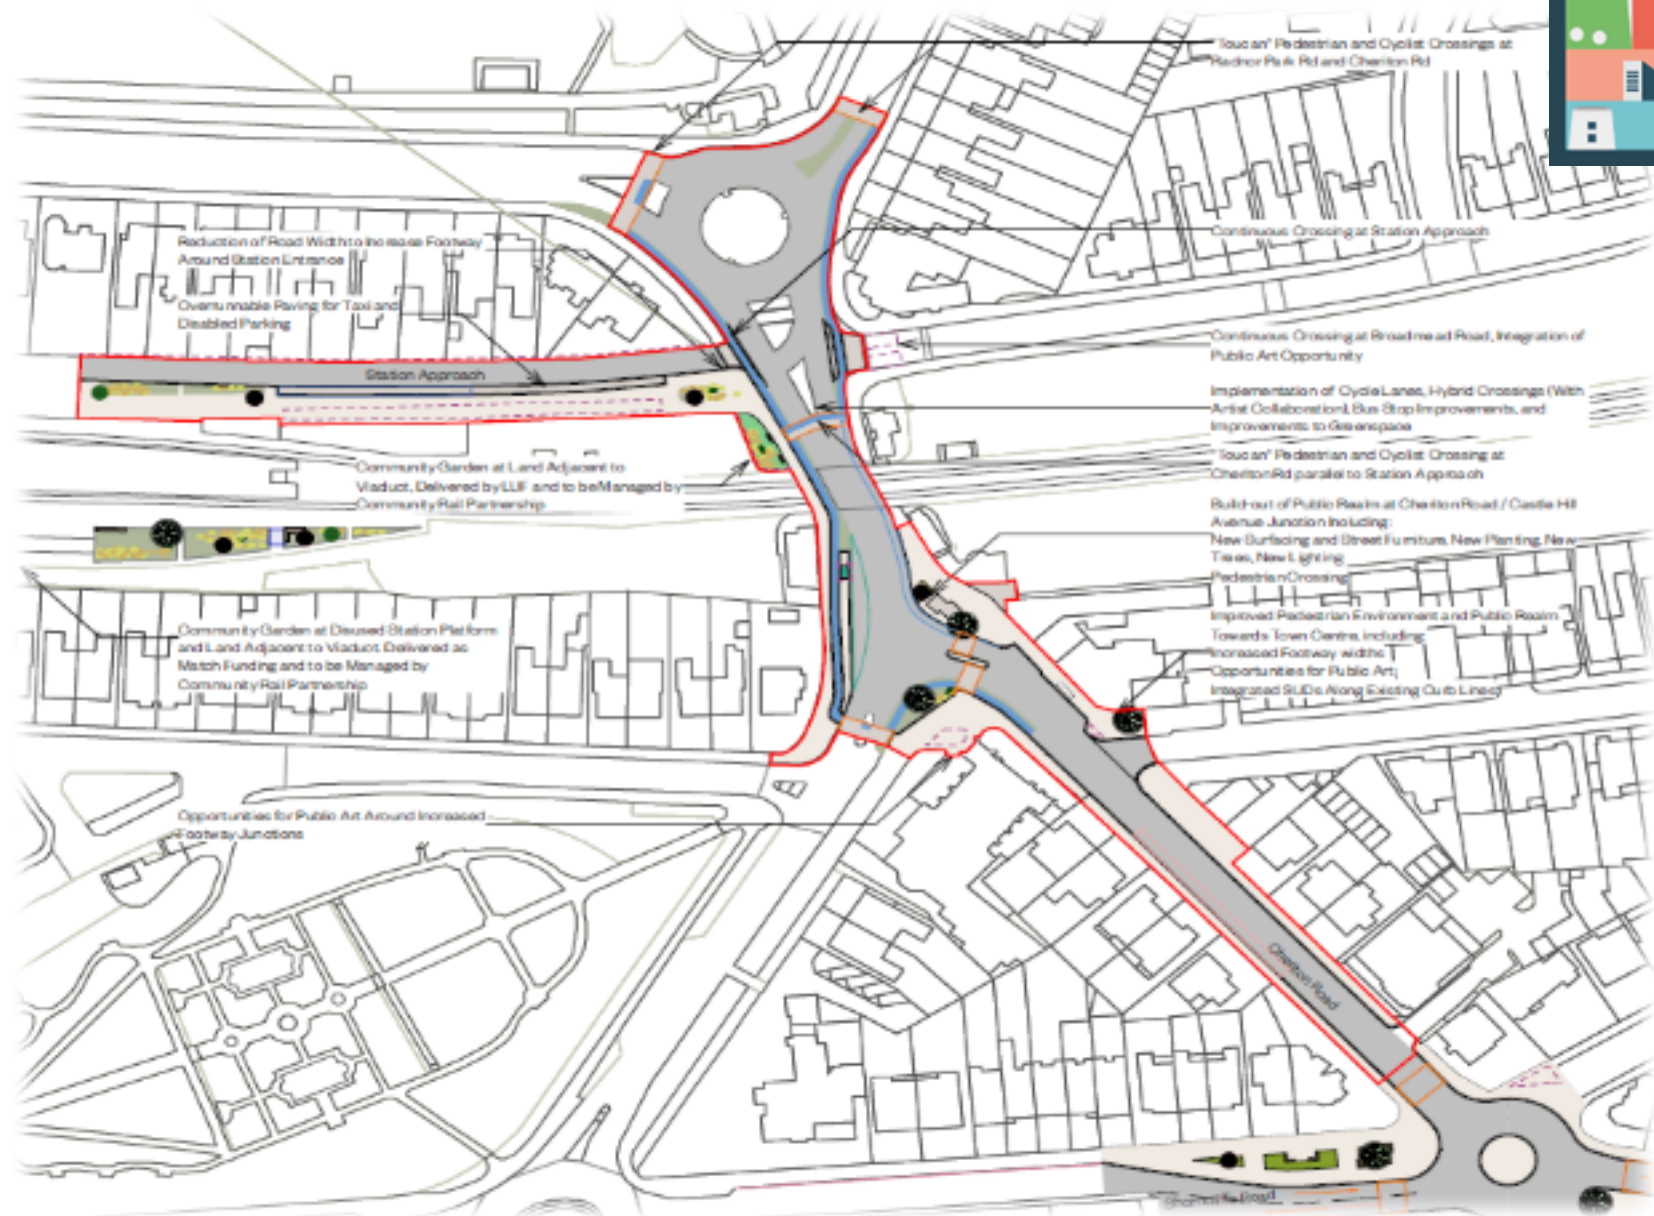 "Toucan" Pedestrian and Cyclist Crossings at
Radnor Park Rd and Cheriton Rd
Continuous Crossing at Station Approach
Reduction of Road Width to Increase Footway
Around Station Entrance
Overrunnable Paving for Taxi and
Disabled Parking
Station Approach
Continuous Crossing at Broadmead Road, Integration of
Public Art Opportunity
Implementation of Cycle Lanes, Hybrid Crossings (With
Artist Collaboration), Bus Stop Improvements, and
Improvements to Greenspace
"Toucan" Pedestrian and Cyclist Crossing at
Cheriton Rd parallel to Station Approach
Community Garden at Land Adjacent to
Viaduct, Delivered by LUF and to be Managed by
Community Rail Partnership
Build-out of Public Realm at Cheriton Road / Castle Hill
Avenue Junction Including:
New Surfacing and Street Furniture, New Planting, New
Trees, New Lighting
Pedestrian Crossing
Improved Pedestrian Environment and Public Realm
Towards Town Centre, including
Increased Footway widths
Opportunities for Public Art;
Integrated SUDs Along Existing Curb Lines
Community Garden at Disused Station Platform
and Land Adjacent to Viaduct. Delivered as
Match Funding and to be Managed by
Community Rail Partnership
Opportunities for Public Art Around Increased
Footway Junctions
Cheriton Road
Road